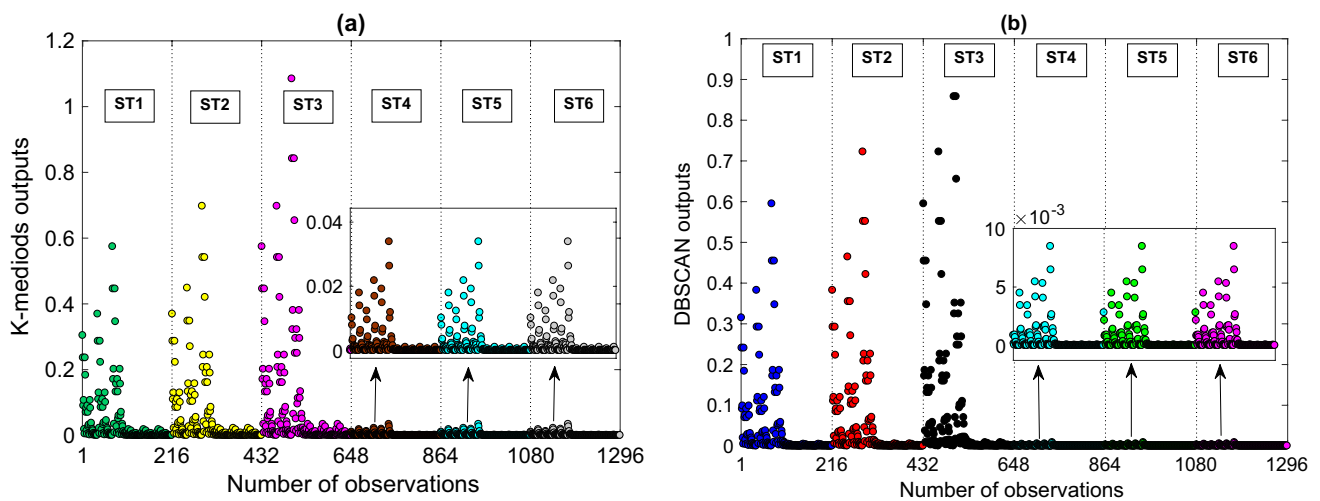 (a)
K-mediods outputs
1.2
1
0.8
0.6
0.4
0.2
0
ST1
ST2
ST3
ST4
ST5
ST6
0.04
0.02
0
1
216
432
648
864
1080
1296
Number of observations
(b)
DBSCAN outputs
1
0.9
0.8
0.7
0.6
0.5
0.4
0.3
0.2
0.1
0
ST1
ST2
ST3
ST4
ST5
ST6
10 ×10⁻³
5
0
1
216
432
648
864
1080
1296
Number of observations